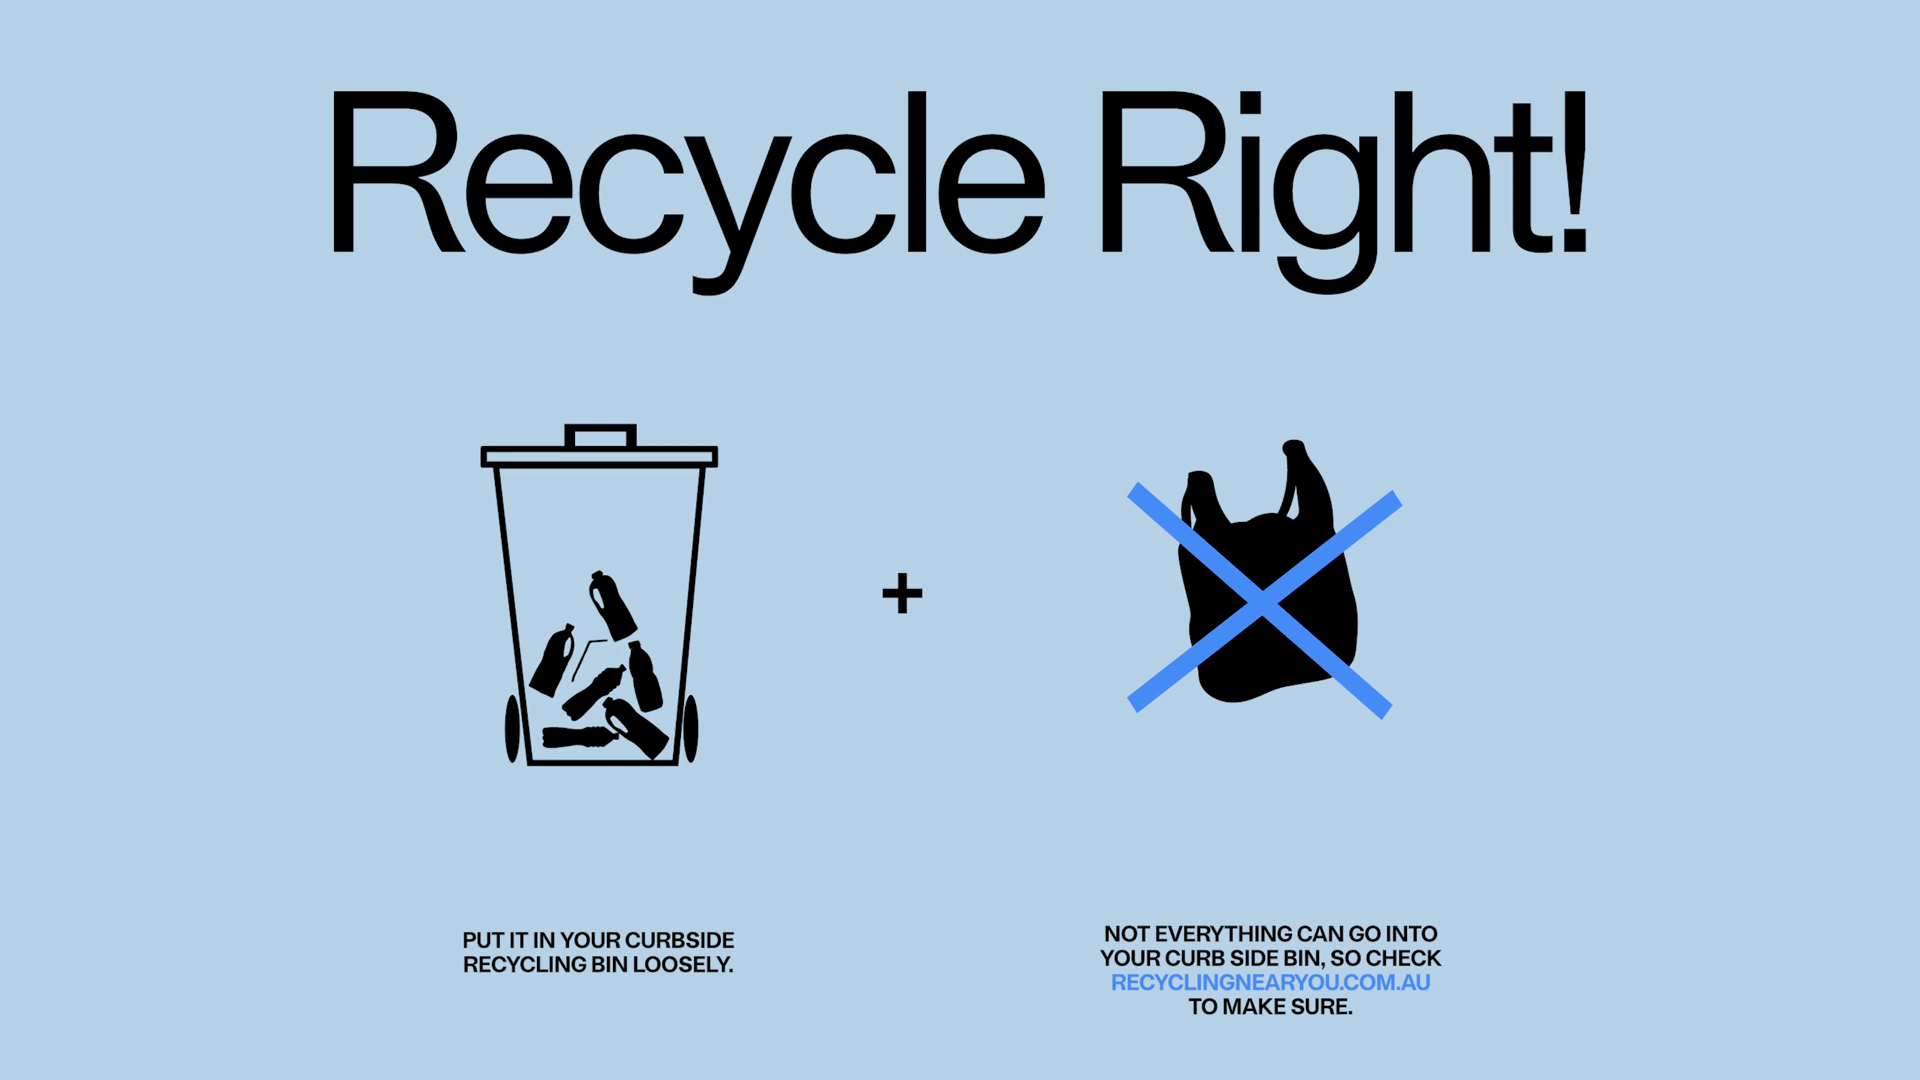 Recycle Right!
+
PUT IT IN YOUR CURBSIDE
RECYCLING BIN LOOSELY.
NOT EVERYTHING CAN GO INTO
YOUR CURB SIDE BIN, SO CHECK
RECYCLINGNEARYOU.COM.AU
TO MAKE SURE.